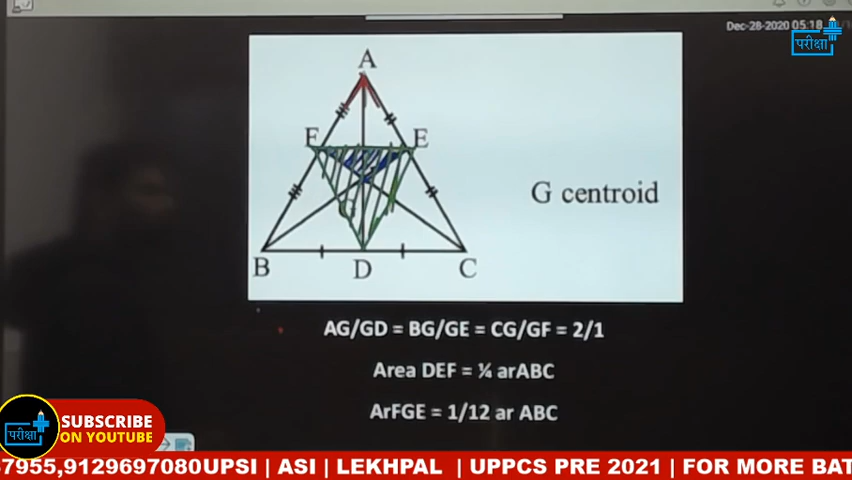 Dec-28-2020 05:18
परीक्षा
A
F E
G
B D C
G centroid
AG/GD = BG/GE = CG/GF = 2/1
Area DEF = ¼ arABC
ArFGE = 1/12 ar ABC
परीक्षा
SUBSCRIBE
ON YOUTUBE
37955,9129697080UPSI | ASI | LEKHPAL | UPPCS PRE 2021 | FOR MORE BAT